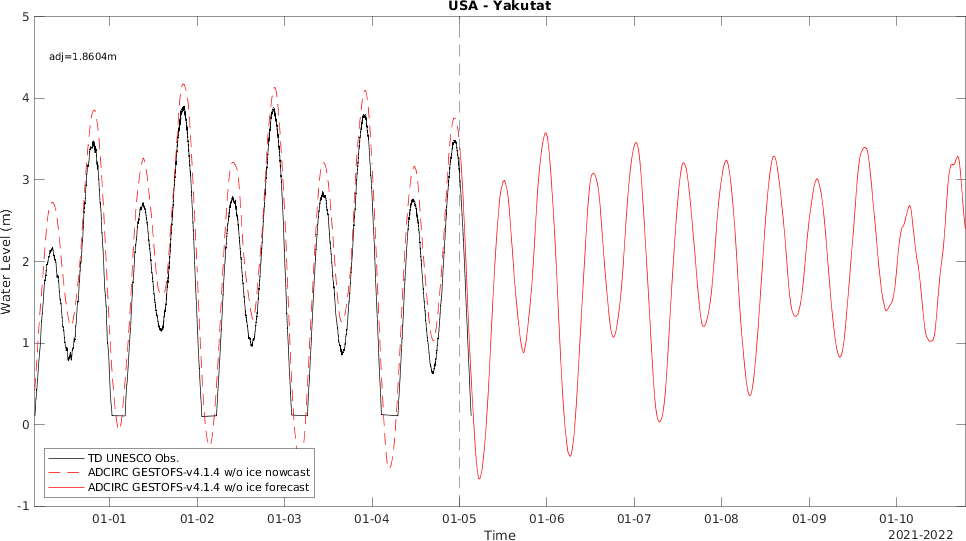 USA - Yakutat
5
adj=1.8604m
4
3
2
1
0
-1
Water Level (m)
TD UNESCO Obs.
ADCIRC GESTOFS-v4.1.4 w/o ice nowcast
ADCIRC GESTOFS-v4.1.4 w/o ice forecast
01-01 01-02 01-03 01-04 01-05 01-06 01-07 01-08 01-09 01-10
Time
2021-2022